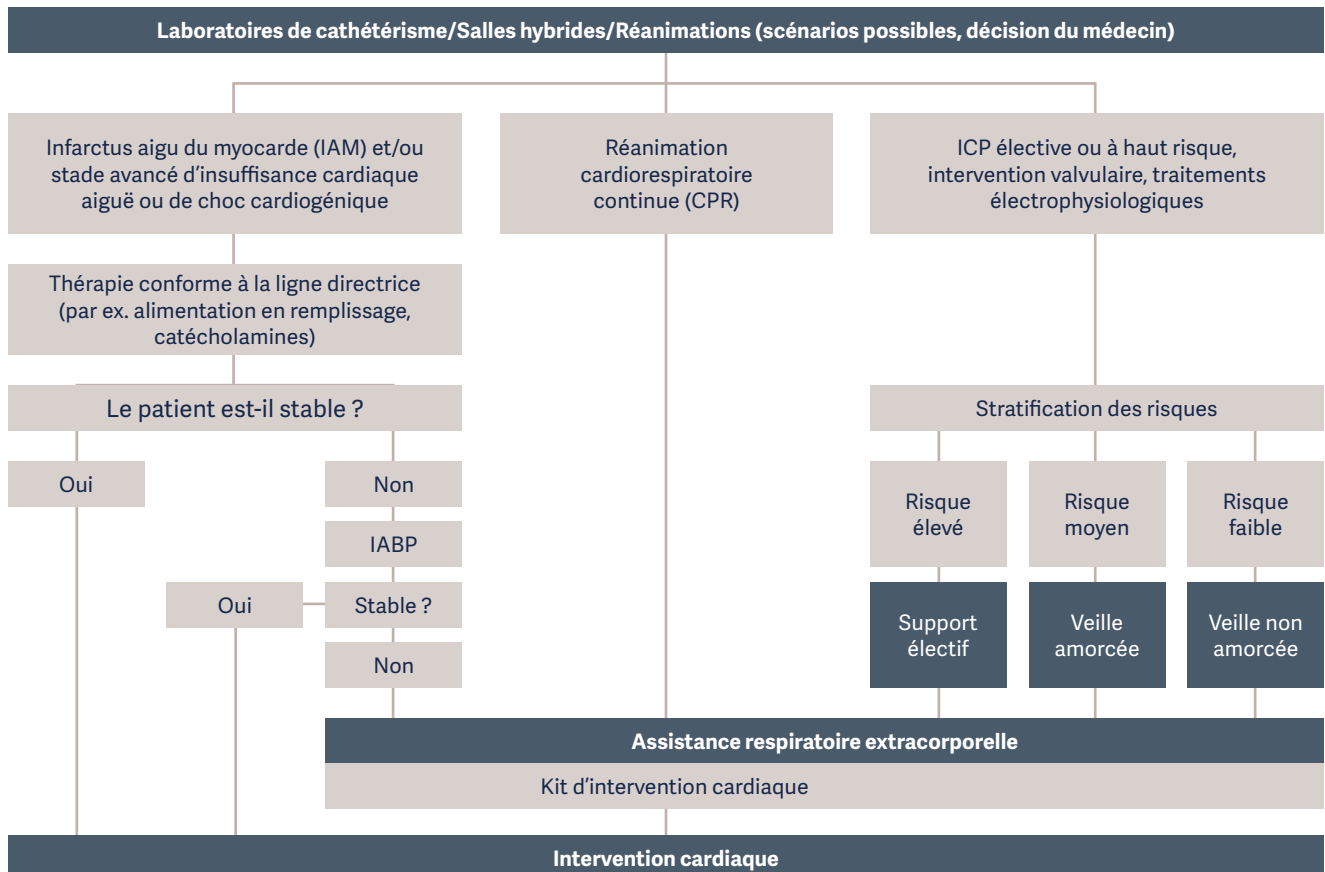 Laboratoires de cathétérisme/Salles hybrides/Réanimations (scénarios possibles, décision du médecin)
Infarctus aigu du myocarde (IAM) et/ou
stade avancé d'insuffisance cardiaque
aiguë ou de choc cardiogénique
Réanimation
cardiorespiratoire
continue (CPR)
ICP élective ou à haut risque,
intervention valvulaire, traitements
électrophysiologiques
Thérapie conforme à la ligne directrice
(par ex. alimentation en remplissage,
catécholamines)
Le patient est-il stable ?
Stratification des risques
Oui
Non
IABP
Oui
Stable ?
Non
Risque
élevé
Risque
moyen
Risque
faible
Support
électif
Veille
amorcée
Veille non
amorcée
Assistance respiratoire extracorporelle
Kit d'intervention cardiaque
Intervention cardiaque